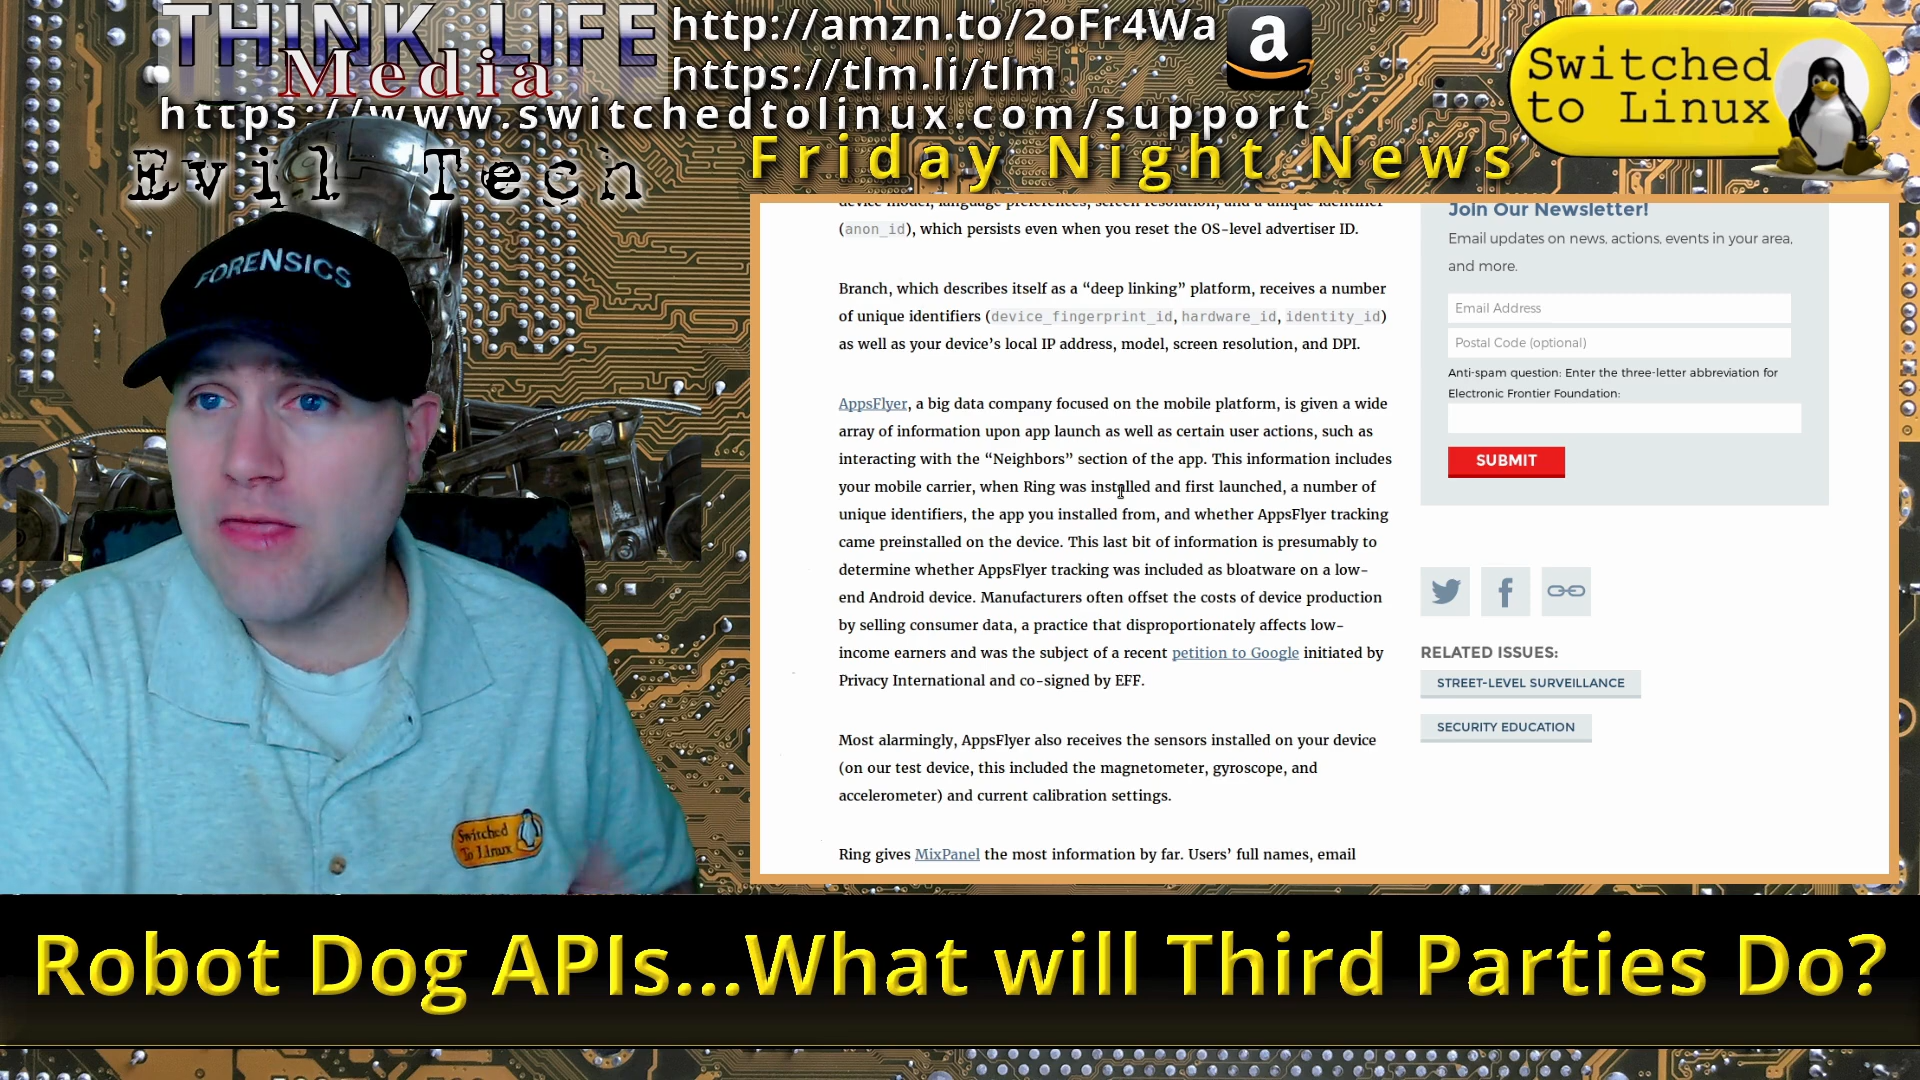 THINK LIFE
Media
http://amzn.to/2oFr4Wa
https://tlm.li/tlm
https://www.switchedtolinux.com/support
a
Switched
to Linux
Evil Tech
Friday Night News
FORENSICS
Switched
To Linux
device model, language preferences, screen resolution, and a unique identifier
(anon_id), which persists even when you reset the OS-level advertiser ID.
Branch, which describes itself as a “deep linking” platform, receives a number
of unique identifiers (device_fingerprint_id, hardware_id, identity_id)
as well as your device’s local IP address, model, screen resolution, and DPI.
AppsFlyer, a big data company focused on the mobile platform, is given a wide
array of information upon app launch as well as certain user actions, such as
interacting with the “Neighbors” section of the app. This information includes
your mobile carrier, when Ring was installed and first launched, a number of
unique identifiers, the app you installed from, and whether AppsFlyer tracking
came preinstalled on the device. This last bit of information is presumably to
determine whether AppsFlyer tracking was included as bloatware on a low-
end Android device. Manufacturers often offset the costs of device production
by selling consumer data, a practice that disproportionately affects low-
income earners and was the subject of a recent petition to Google initiated by
Privacy International and co-signed by EFF.
Most alarmingly, AppsFlyer also receives the sensors installed on your device
(on our test device, this included the magnetometer, gyroscope, and
accelerometer) and current calibration settings.
Ring gives MixPanel the most information by far. Users’ full names, email
Join Our Newsletter!
Email updates on news, actions, events in your area,
and more.
Email Address
Postal Code (optional)
Anti-spam question: Enter the three-letter abbreviation for
Electronic Frontier Foundation:
SUBMIT
RELATED ISSUES:
STREET-LEVEL SURVEILLANCE
SECURITY EDUCATION
Robot Dog APIs...What will Third Parties Do?